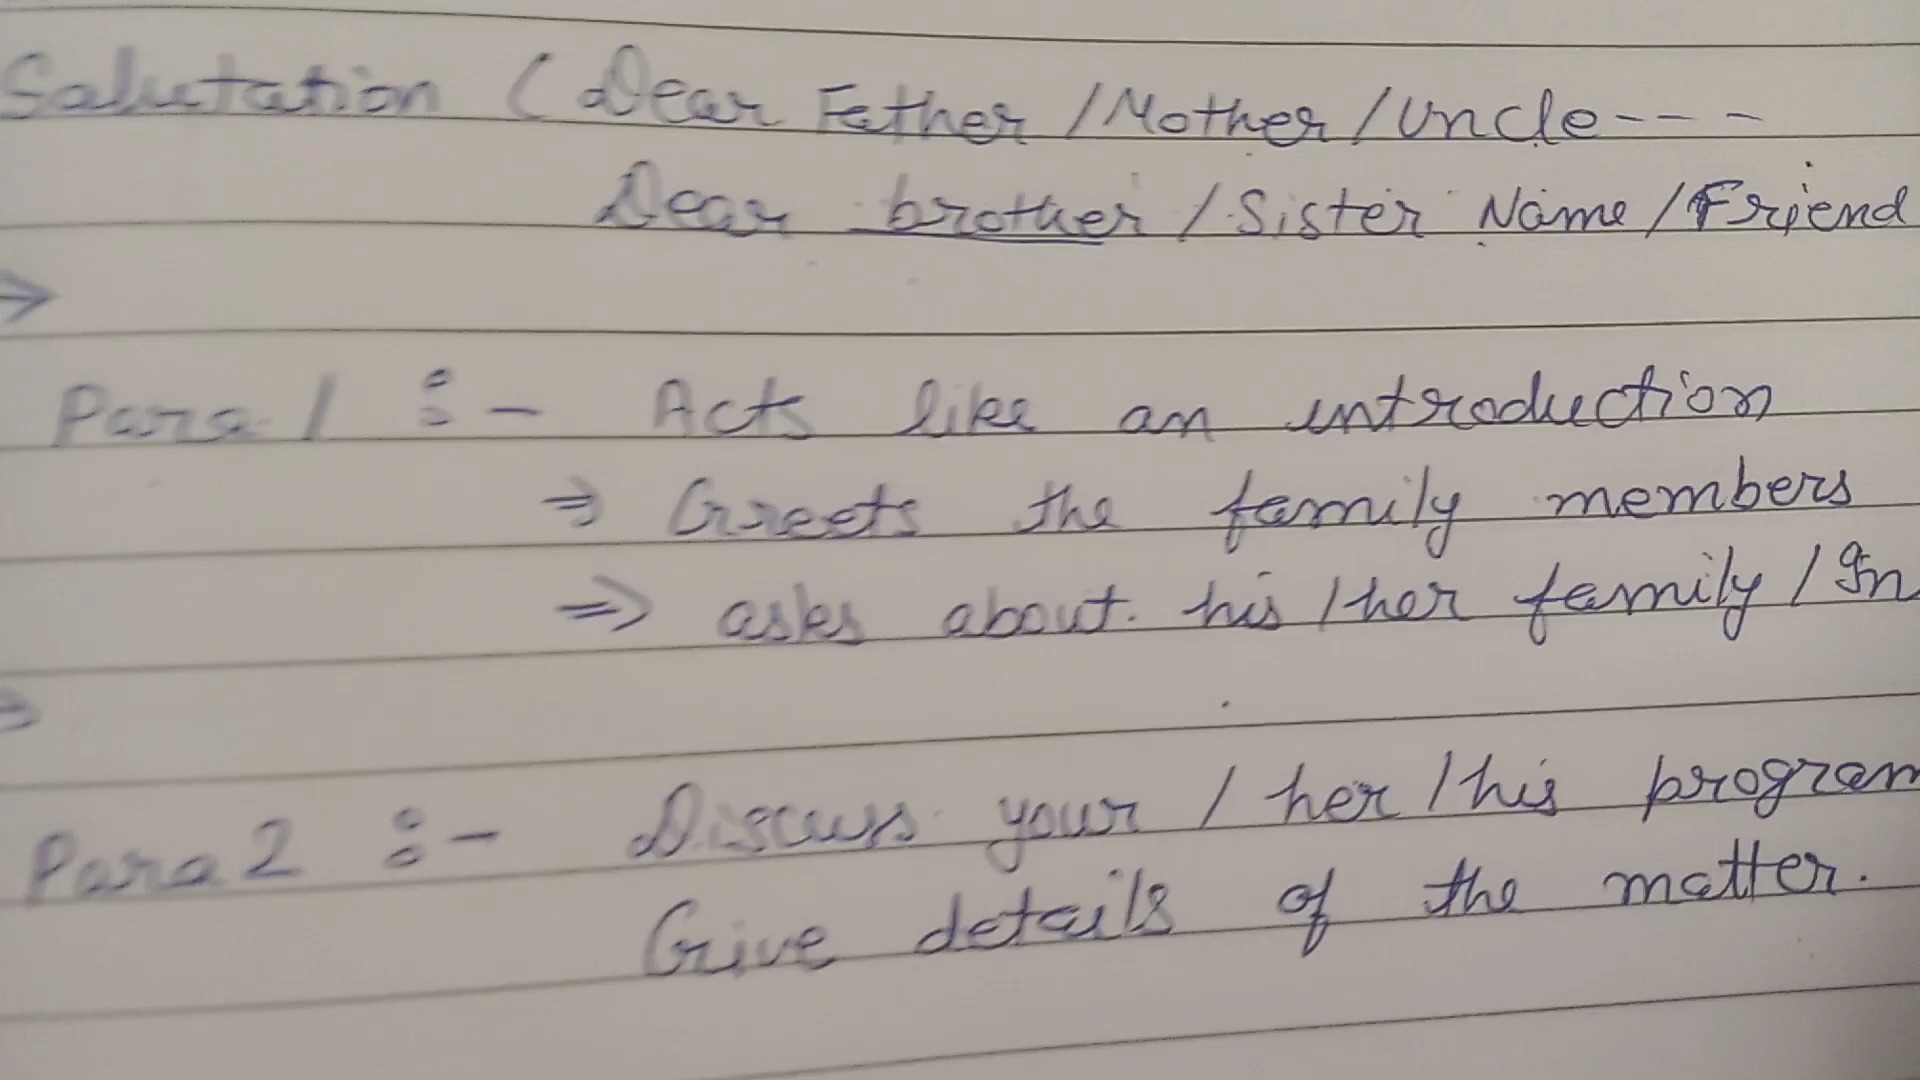 Salutation ( Dear Father / Mother / Uncle - - -
Dear brother / Sister Name / Friend
→
Para 1 :- Acts like an introduction
⇒ Greets the family members
⇒ asks about his / her family / In
⇒
Para 2 :- Discuss your / her / his program
Give details of the matter.